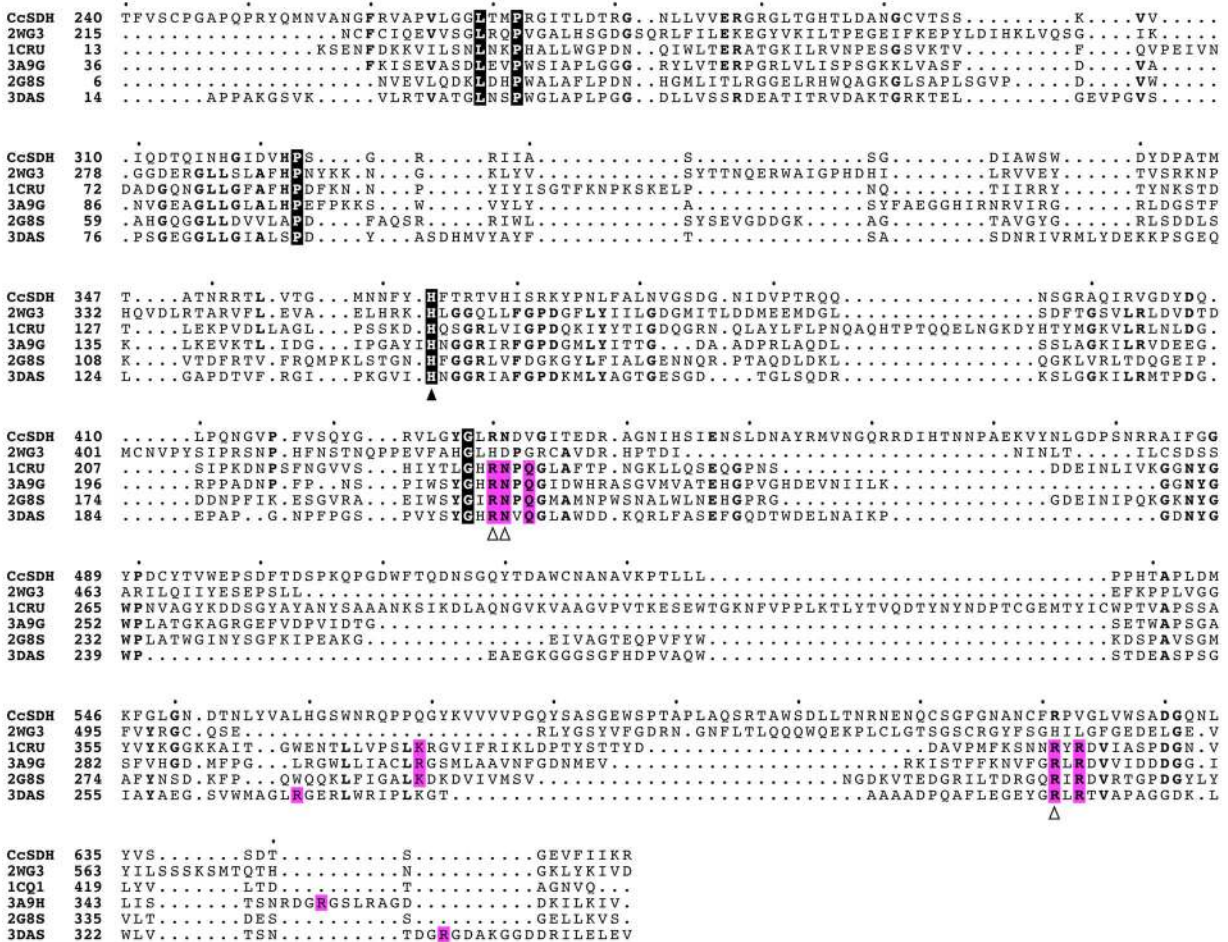 CcSDH 240 TFVSCPGAPQPRYQMNVANGFRVAPVLGGLTMPRGITLDTRG..NLLVVERGRGLTGHTLDANGCVTSS.........K..VV...
2WG3 215 ..................NCFCIQEVVSGLRQPVGALHSGDGSQRLFILEKEGYVKILTPEGEIFKEPYLDIHKLVQSG...IK...
1CRU 13 ...............KSENFDKKVILSNLNKPHALLWGPDN..QIWLTERATGKILRVNPESGSVKTV.........F...QVPEIVN
3A9G 36 ....................FKISEVASDLEVPWSIAPLGGG..RYLVTERPGRLVLISPSGKKLVASF.........D..VA...
2G8S 6 ..................NVEVLQDKLDHPWALAFLPDN..HGMLITLRGGELRHWQAGKGLSAPLSGVP....D...VW...
3DAS 14 .......APPAKGSVK....VLRTVATGLNSPWGLAPLPGG..DLLVSSRDEATITRVDAKTGRKTEL.........GEVPGVS...
CcSDH 310 .IQDTQINHGIDVHPS....G...R.....RIIA............S..............SG.......DIAWSW....DYDPATM
2WG3 278 .GGDERGLLSLAFHPNYKK.N...G.....KLYV............SYTTNQERWAIGPHDHI.......LRVVEY....TVSRKNP
1CRU 72 DADGQNGLLGFAFHPDFKN.N...P.....YIYISGTFKNPKSKELP..............NQ.......TIIRRY....TYNKSTD
3A9G 86 .NVGEAGLLGLALHPEFPKKS...W.....VYLY............A..............SYFAEGGHIRNRVIRG....RLDGSTF
2G8S 59 .AHGQGGLLDVVLAPD....FAQSR.....RIWL............SYSEVGDDGK.....AG.......TAVGYG....RLSDDLS
3DAS 76 .PSGEGGLLGIALSPD....Y...ASDHMVYAYF............T..............SA.......SDNRIVRMLYDEKKPSGEQ
CcSDH 347 T....ATNRRTL.VTG...MNNFY.HFTRTVHISRKYPNLFALNVGSDG.NIDVPTRQQ............NSGRAQIRVGDYDQ.
2WG3 332 HQVDLRTARVFL.EVA...ELHRK.HLGGQLLFGPDGFLYIILGDGMITLDDMEEMDGL............SDFTGSVLRLDVDTD
1CRU 127 T....LEKPVDLLAGL...PSSKD.HQSGRLVIGPDQKIYYTIGDQGRN.QLAYLFLPNQAQHTPTQQELNGKDYHTYMGKVLRLNLDG.
3A9G 135 K....LKEVKTLIDG...IPGAYIHNGGRIRFGPDGMLYITTG...DAADPRLAQDL............SSLAGKILRVDEEG.
2G8S 108 K....VTDFRTV.FRQMPKLSTGNHFGGRLVFDGKGYLFIALGENNQR.PTAQDLDKL............QGKLVRLTDQGEIP.
3DAS 124 L....GAPDTVF.RGI...PKGVI.HNGGRIAFGPDKMLYAGTGESGD...TGLSQDR............KSLGGKILRMTPDG.
CcSDH 410 ......LPQNGVP.FVSQYG...RVLGYGLRNDVGITEDR.AGNIHSIENSLDNAYRMVNGQRRDIHTNNPAEKVYNLGDPSNRRAIFGG
2WG3 401 MCNVPYSIPRSNP.HFNSTNQPPEVFAHGLHDPGRCAVDR.HPTDI................NINLT.....ILCSDSS
1CRU 207 ......SIPKDNPSFNGVVS...HIYTLGHRNPQGLAFTP.NGKLLQSEQGPNS...............DDEINLIVKGGNYG
3A9G 196 ......RPPADNP.FP..NS...PIWSYGHRNPQGIDWHRASGVMVATEHGPVGHDEVNIILK...............GGNYG
2G8S 174 ......DDNPFIK.ESGVRA...EIWSYGIRNPQGMAMNPWSNALWLNEHGPRG...............GDEINIPQKGKNYG
3DAS 184 ......EPAP..G.NPFPGS...PVYSYGHRNVQGLAWDD.KQRLFASEFGQDTWDELNAIKP...............GDNYG
CcSDH 489 YPDCYTVWEPSDFTDSPKQPGDWFTQDNSGQYTDAWCNANAVKPTLLL.................................PPHTAPLDM
2WG3 463 ARILQIIYESEPSLL.................................EFKPPLVGG
1CRU 265 WPNVAGYKDDSGYAYANYSAAANKSIKDLAQNGVKVAAGVPVTKESEWTGKNFVPPLKTLYTVQDTYNYNDPTCGEMTYICWPTVAPSSA
3A9G 252 WPLATGKAGRGEFVDPVIDTG.................................SETWAPSGA
2G8S 232 WPLATWGINYSGFKIPEAKG...............EIVAGTEQPVFYW.................................KDSPAVSGM
3DAS 239 WP............................EAEGKGGGSGFHDPVAQW.................................STDEASPSG
CcSDH 546 KFGLGN.DTNLYVALHGSWNRQPPQGYKVVVVPGQYSASGEWSPTAPLAQSRTAWSDLLTNRNENQCSGFGNANCFRPVGLVWSADGQNL
2WG3 495 FVYRGC.QSE...............RLYGSYVFGDRN.GNFLTLQQQWEKPLCLGTSGSCRGYFSGHILGFGEDELGE.V
1CRU 355 YVYKGGKKAIT..GWENTLLVPSLKRGVIFRIKLDPTYSTTYD...............DAVPMFKSNNRYRDVIASPDGN.V
3A9G 282 SFVHGD.MFPG...LRGWLLIACLRGSMLAAVNFGDNMEV...............RKISTFFKNVFGRLRDVVIDDDGG.I
2G8S 274 AFYNSD.KFP...QWQQKLFIGALKDKDVIVMSV...............NGDKVTEDGRILTDRGQRIRDVRTGPDGYLY
3DAS 255 IAYAEG.SVWMAGLRGERLWRIPLKGT...............AAAADPQAFLEGEYGRLRTVAPAGGDK.L
CcSDH 635 YVS.......SDT..........S..........GEVFIIKR
2WG3 563 YILSSSKSMTQTH..........N..........GKLYKIVD
1CQ1 419 LYV.......LTD..........T..........AGNVQ...
3A9H 343 LIS.......TSNRDGRGSLRAGD..........DKILKIV.
2G8S 335 VLT.......DES..........S..........GELLKVS.
3DAS 322 WLV.......TSN..........TDGRGDAKGGDDRILELEV